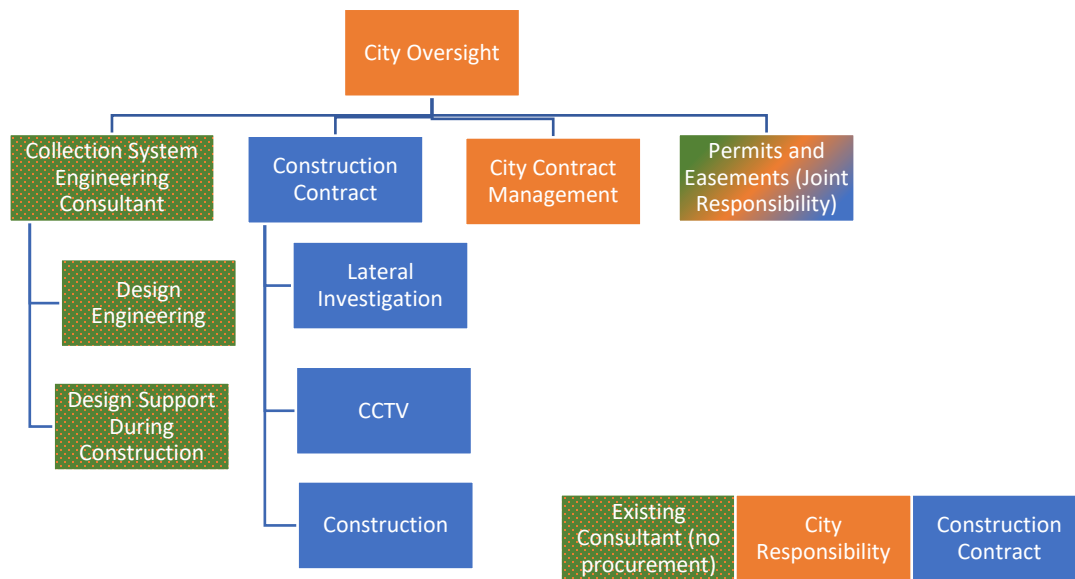 City Oversight
Collection System
Engineering
Consultant
Construction
Contract
City Contract
Management
Permits and
Easements (Joint
Responsibility)
Design
Engineering
Lateral
Investigation
Design Support
During
Construction
CCTV
Construction
Existing
Consultant (no
procurement)
City
Responsibility
Construction
Contract